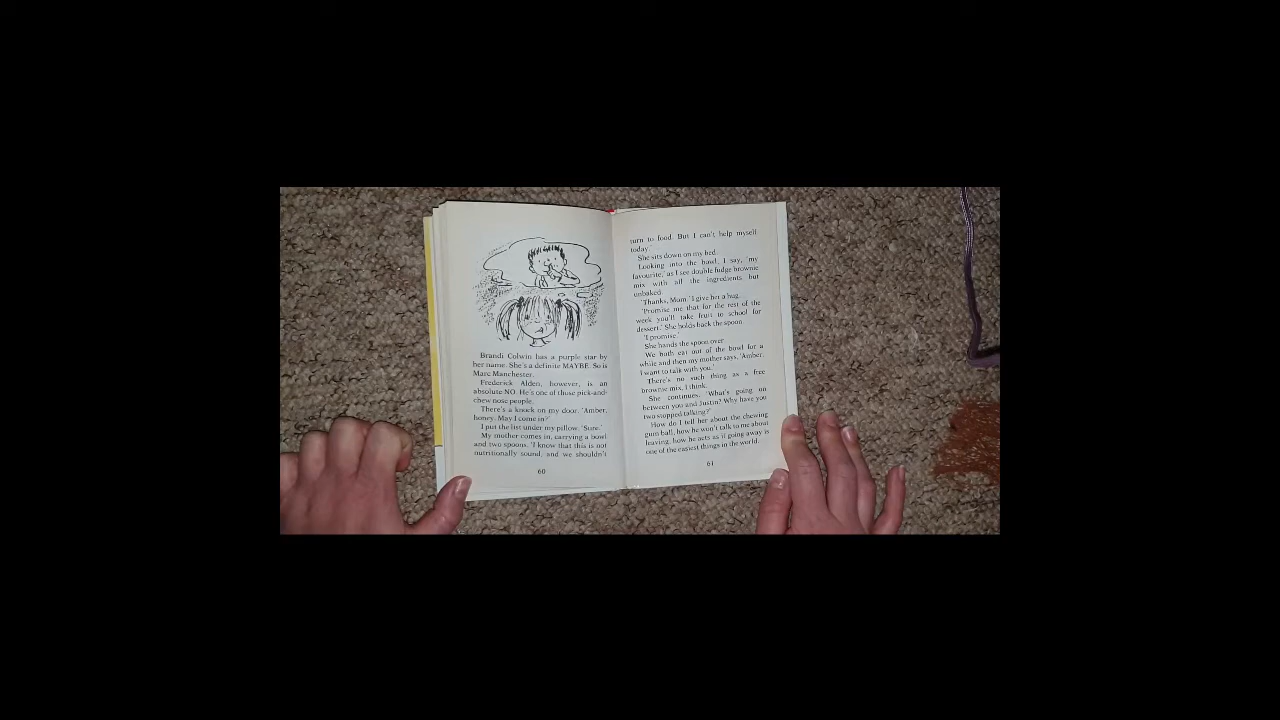 Brandi Colwin has a purple star by
her name. She's a definite MAYBE. So is
Marc Manchester.
Frederick Alden, however, is an
absolute NO. He's one of those pick-and-
chew nose people.
There's a knock on my door. 'Amber,
honey. May I come in?'
I put the list under my pillow. 'Sure.'
My mother comes in, carrying a bowl
and two spoons. 'I know that this is not
nutritionally sound, and we shouldn't
60
turn to food. But I can't help myself
today.'
She sits down on my bed.
Looking into the bowl, I say, 'my
favourite,' as I see double fudge brownie
mix with all the ingredients but
unbaked.
'Thanks, Mom.' I give her a hug.
'Promise me that for the rest of the
week you'll take fruit to school for
dessert.' She holds back the spoon.
'I promise.'
She hands the spoon over.
We both eat out of the bowl for a
while and then my mother says, 'Amber,
I want to talk with you.'
There's no such thing as a free
brownie mix, I think.
She continues, 'What's going on
between you and Justin? Why have you
two stopped talking?'
How do I tell her about the chewing
gum ball, how he won't talk to me about
leaving, how he acts as if going away is
one of the easiest things in the world.
61